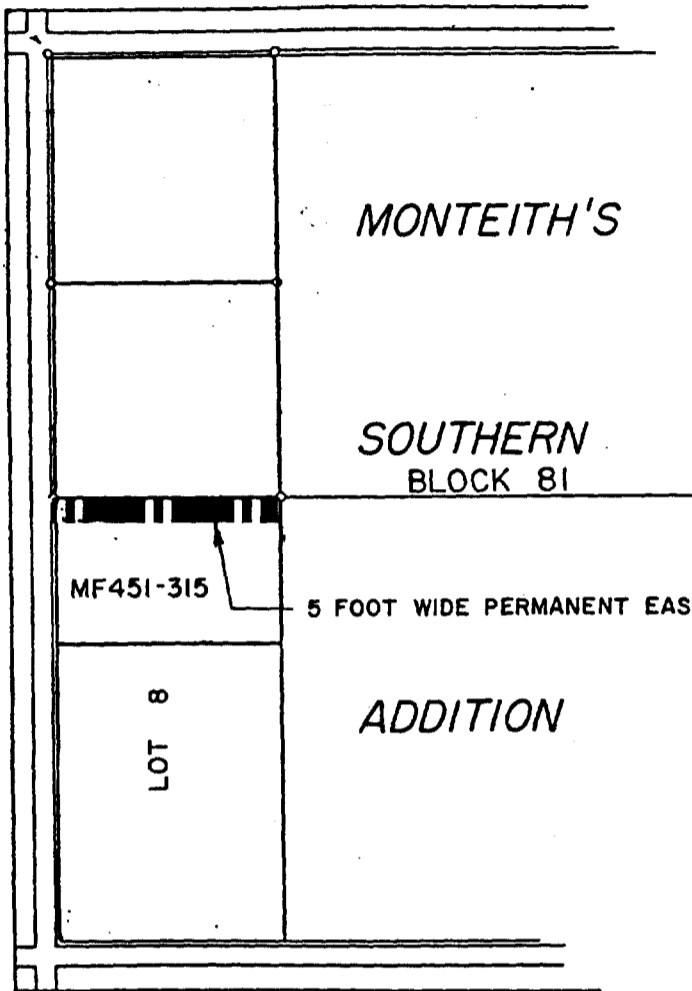 MONTEITH'S
SOUTHERN
BLOCK 81
MF451-315
5 FOOT WIDE PERMANENT EAS
LOT 8
ADDITION